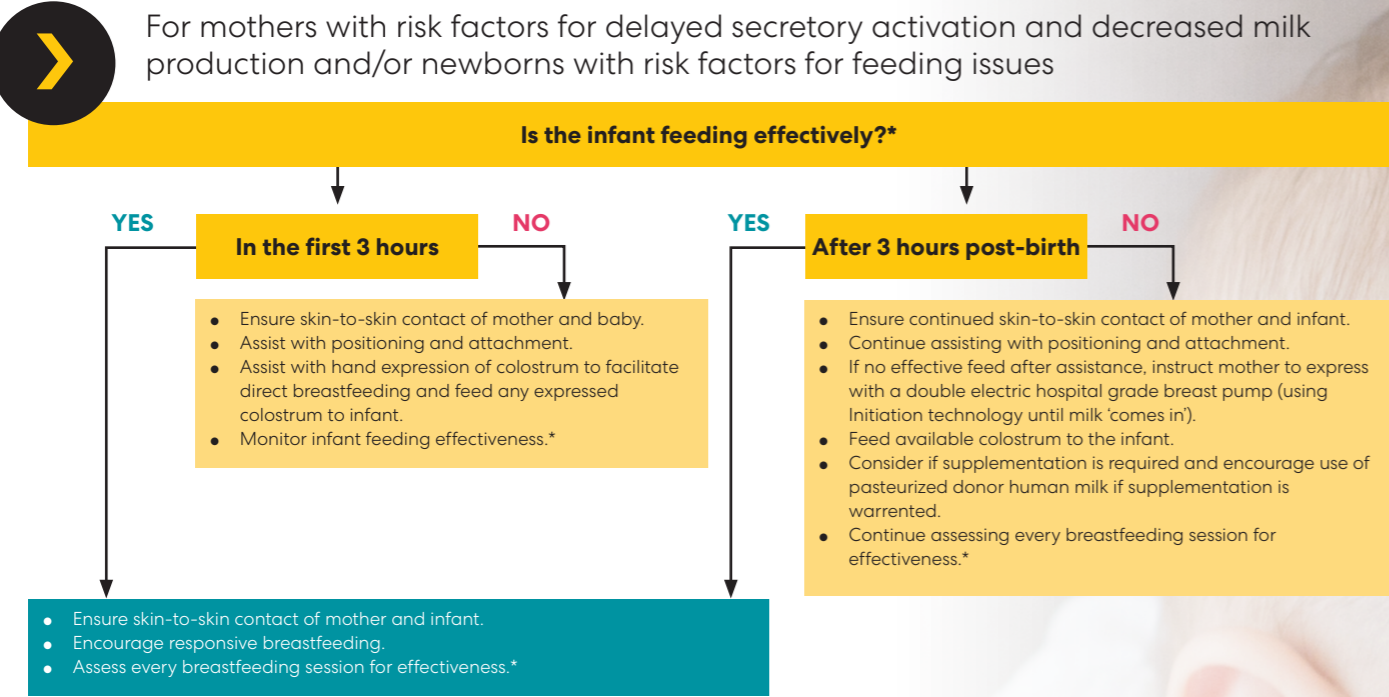 For mothers with risk factors for delayed secretory activation and decreased milk
production and/or newborns with risk factors for feeding issues
Is the infant feeding effectively?*
YES
In the first 3 hours
NO
● Ensure skin-to-skin contact of mother and baby.
● Assist with positioning and attachment.
● Assist with hand expression of colostrum to facilitate
direct breastfeeding and feed any expressed
colostrum to infant.
● Monitor infant feeding effectiveness.*
YES
After 3 hours post-birth
NO
● Ensure continued skin-to-skin contact of mother and infant.
● Continue assisting with positioning and attachment.
● If no effective feed after assistance, instruct mother to express
with a double electric hospital grade breast pump (using
Initiation technology until milk ‘comes in’).
● Feed available colostrum to the infant.
● Consider if supplementation is required and encourage use of
pasteurized donor human milk if supplementation is
warrented.
● Continue assessing every breastfeeding session for
effectiveness.*
● Ensure skin-to-skin contact of mother and infant.
● Encourage responsive breastfeeding.
● Assess every breastfeeding session for effectiveness.*